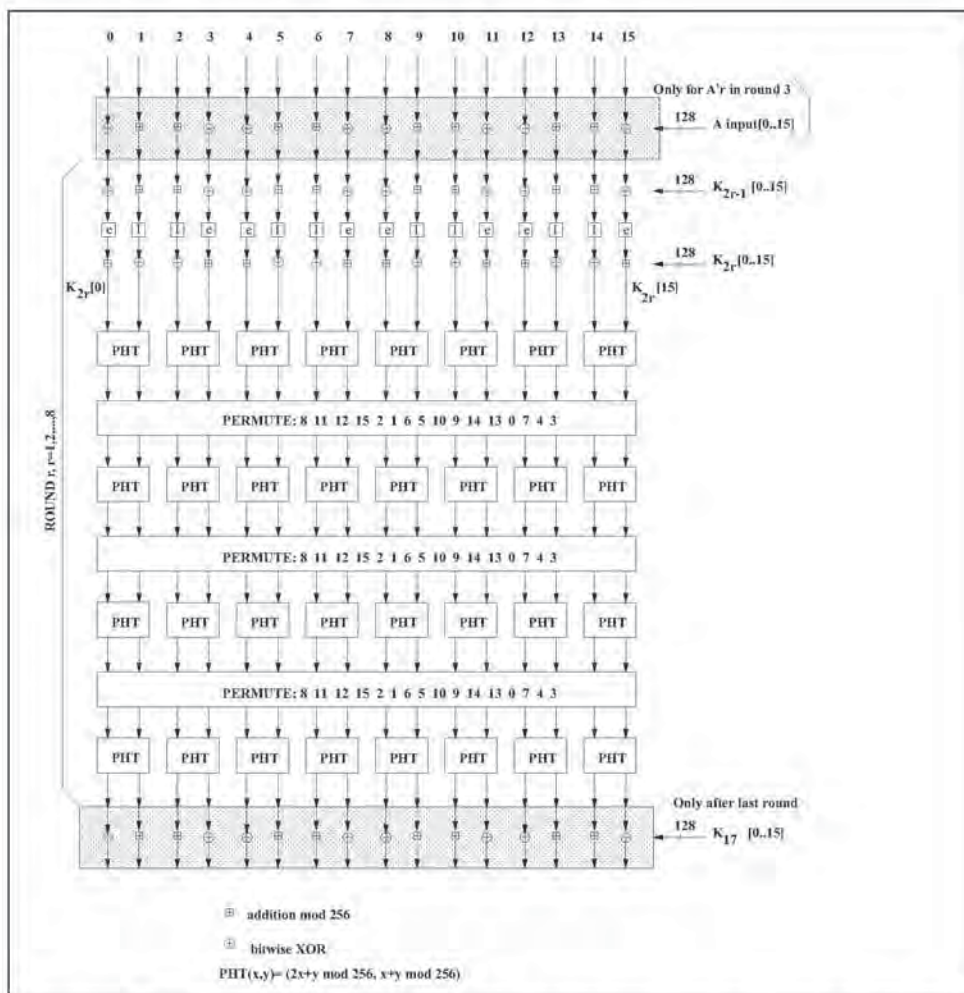 0 1 2 3 4 5 6 7 8 9 10 11 12 13 14 15
Only for A'r in round 3
128 A input[0..15]
128 K2r-1 [0..15]
e l l e e l l e e l l e e l l e
128 K2r[0..15]
K2r[0] K2r[15]
PHT PHT PHT PHT PHT PHT PHT PHT
PERMUTE: 8 11 12 15 2 1 6 5 10 9 14 13 0 7 4 3
ROUND r, r=1,2,...,8
PHT PHT PHT PHT PHT PHT PHT PHT
PERMUTE: 8 11 12 15 2 1 6 5 10 9 14 13 0 7 4 3
PHT PHT PHT PHT PHT PHT PHT PHT
PERMUTE: 8 11 12 15 2 1 6 5 10 9 14 13 0 7 4 3
PHT PHT PHT PHT PHT PHT PHT PHT
Only after last round
128 K17 [0..15]
⊞ addition mod 256
⊕ bitwise XOR
PHT(x,y)= (2x+y mod 256, x+y mod 256)